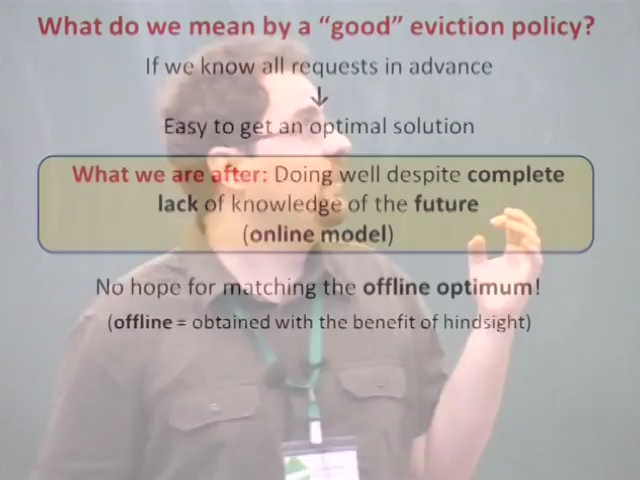 What do we mean by a “good” eviction policy?
If we know all requests in advance
↓
Easy to get an optimal solution
What we are after: Doing well despite complete
lack of knowledge of the future
(online model)
No hope for matching the offline optimum!
(offline = obtained with the benefit of hindsight)